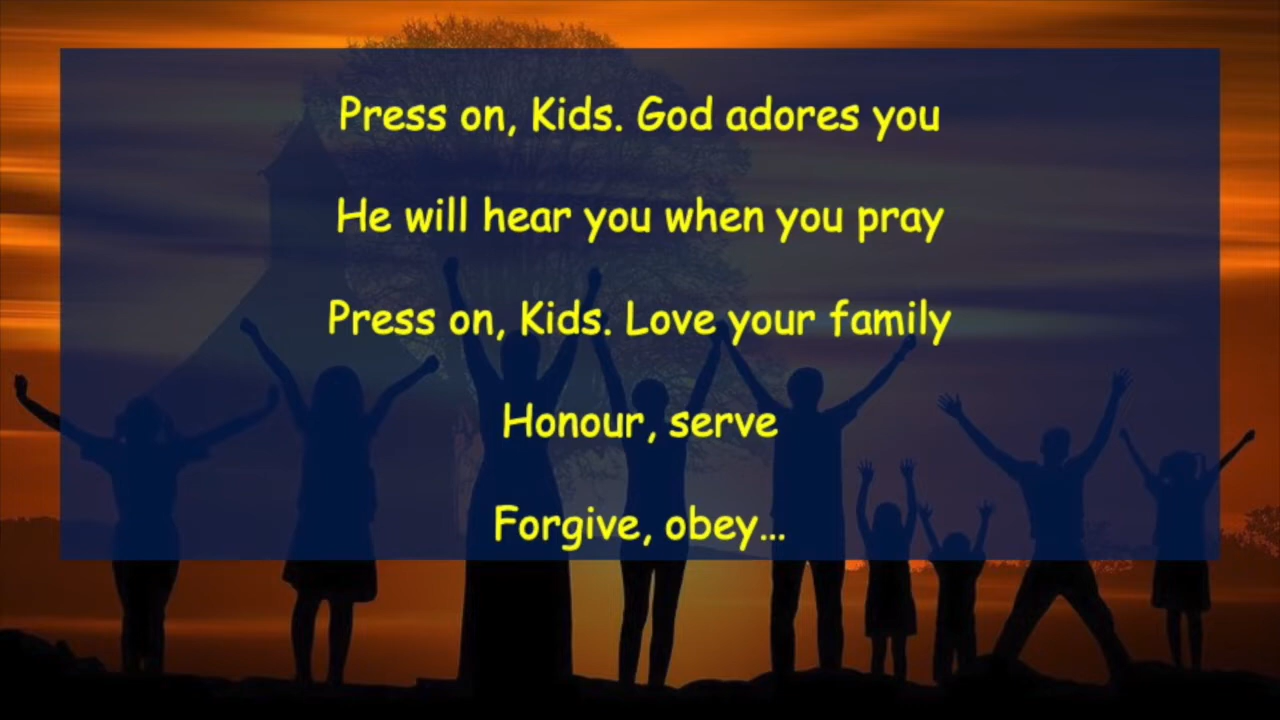 Press on, Kids. God adores you
He will hear you when you pray
Press on, Kids. Love your family
Honour, serve
Forgive, obey...